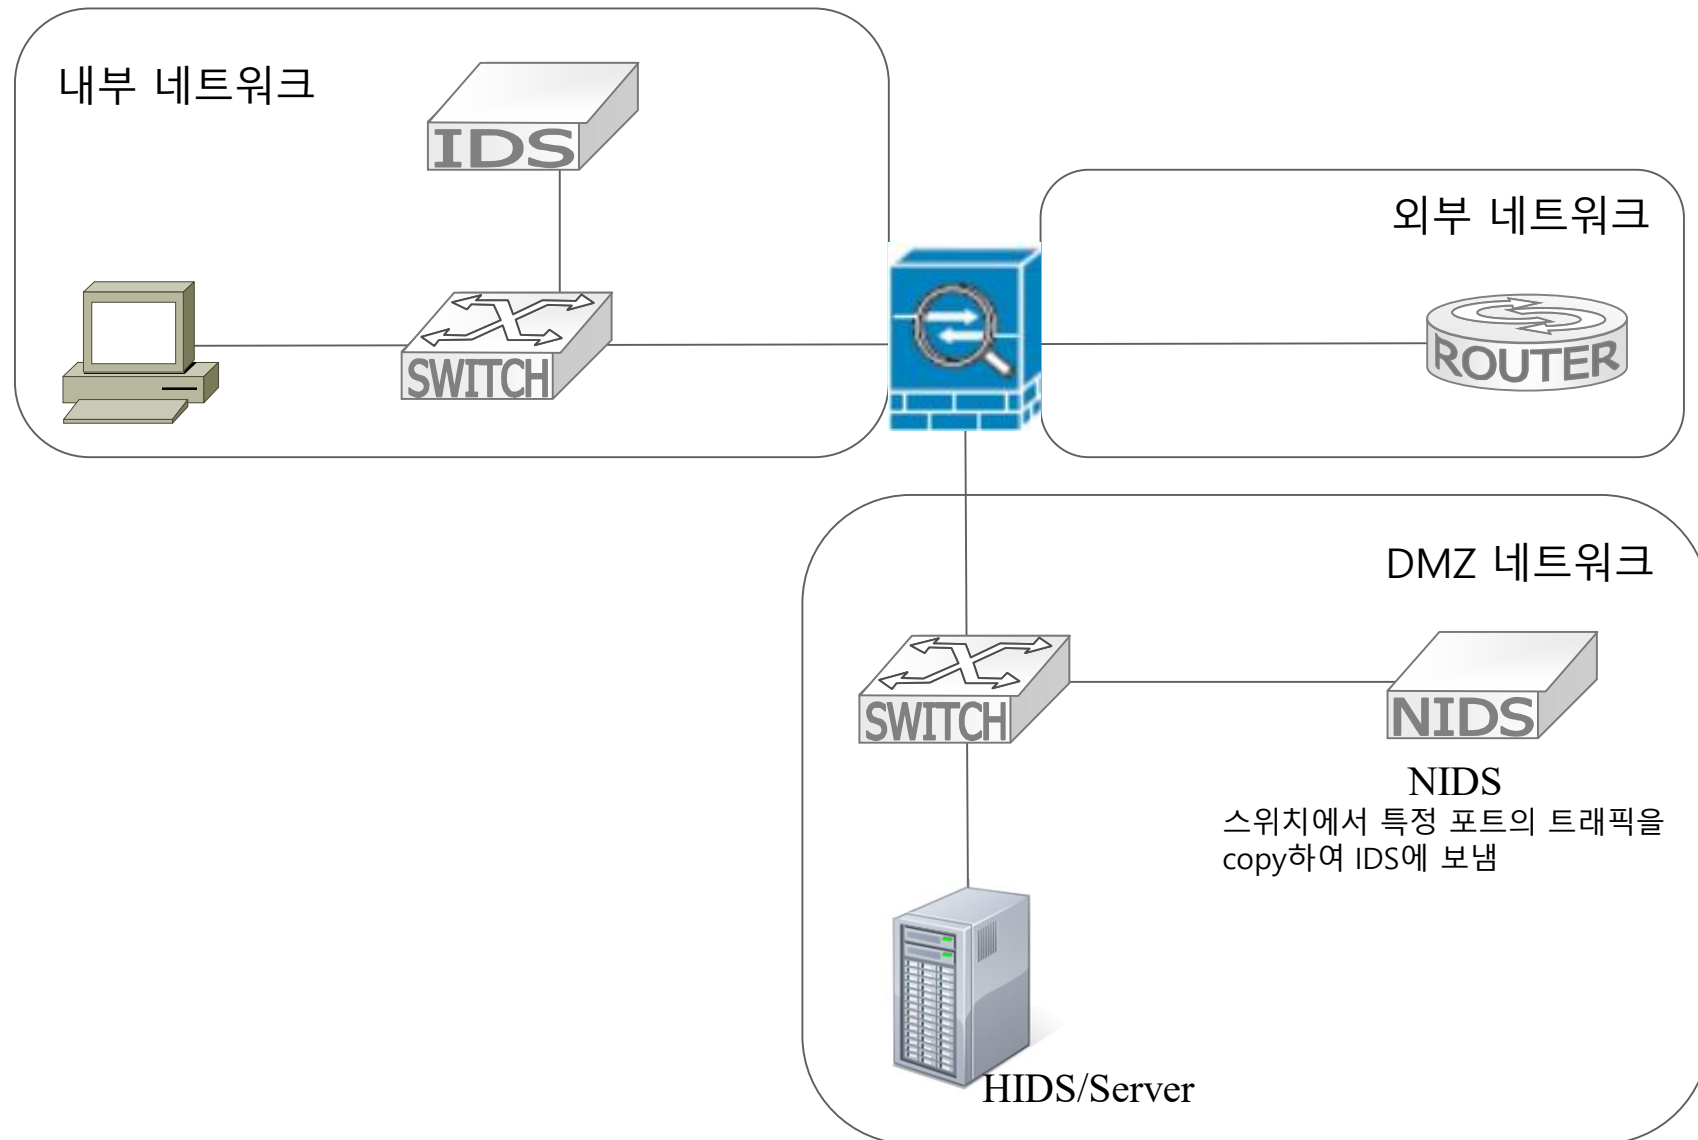 내부 네트워크
IDS
SWITCH
외부 네트워크
ROUTER
DMZ 네트워크
SWITCH
NIDS
NIDS
스위치에서 특정 포트의 트래픽을
copy하여 IDS에 보냄
HIDS/Server